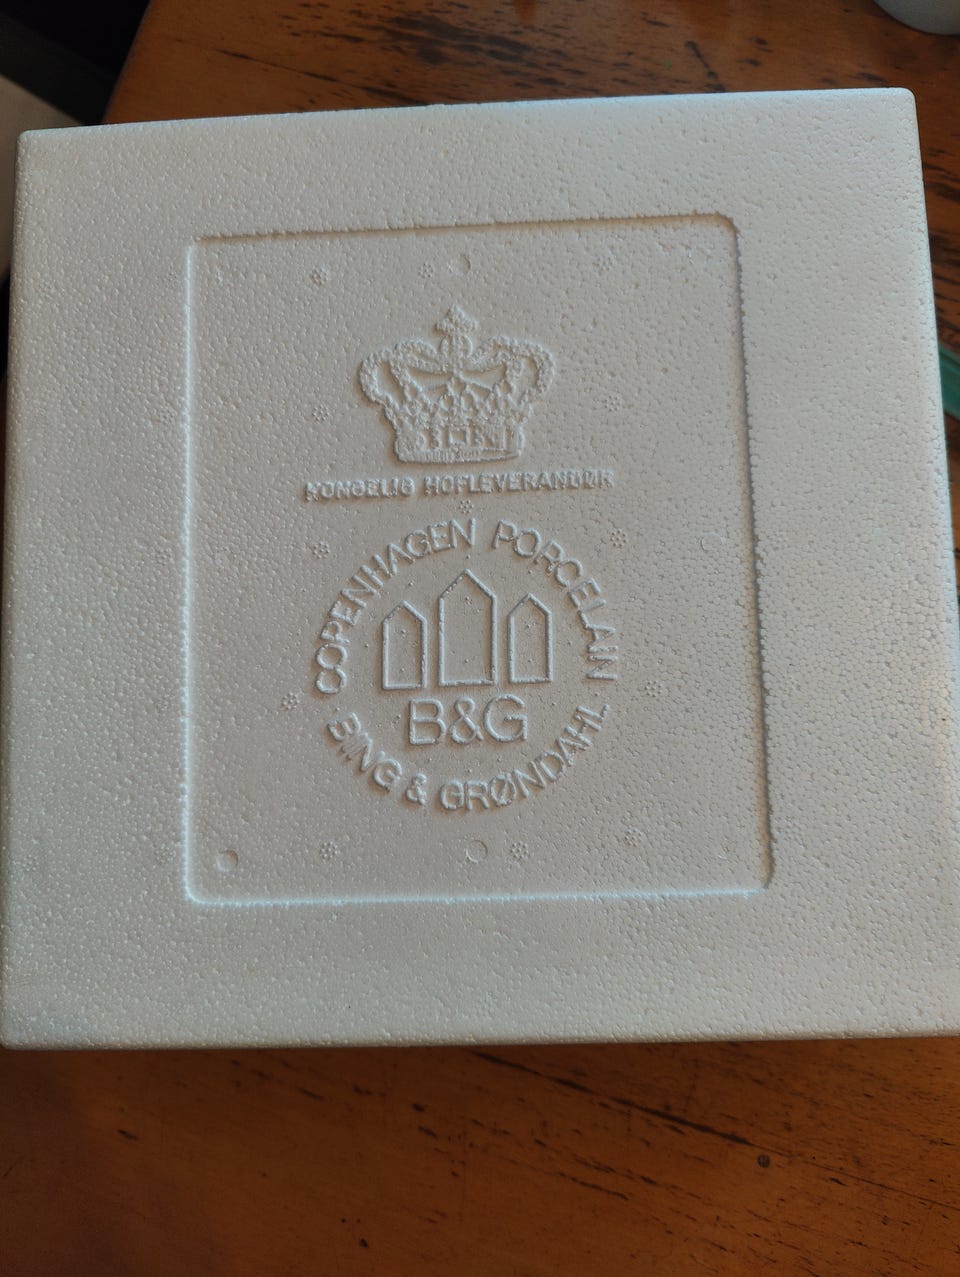 KONGELIG HOFLEVERANDØR
COPENHAGEN PORCELAIN
B&G
BING & GRØNDAHL